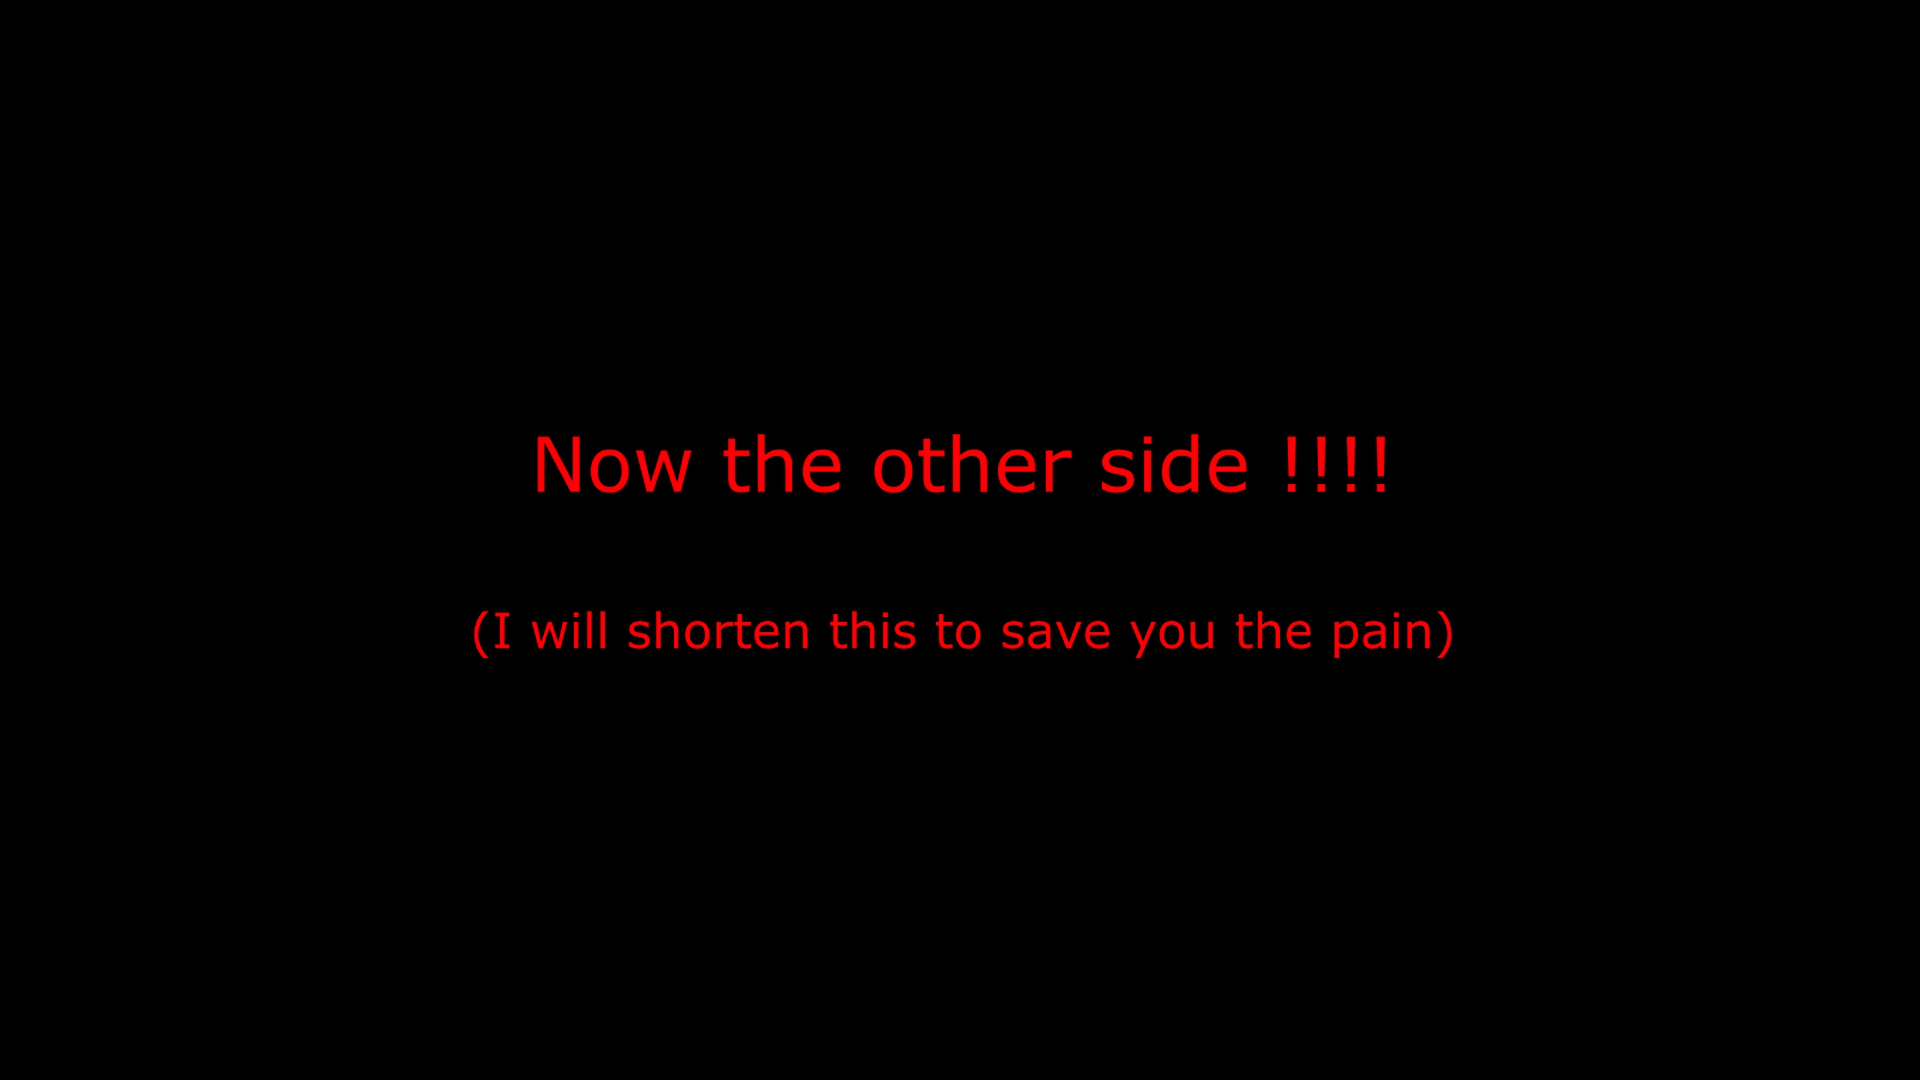 Now the other side !!!!
(I will shorten this to save you the pain)